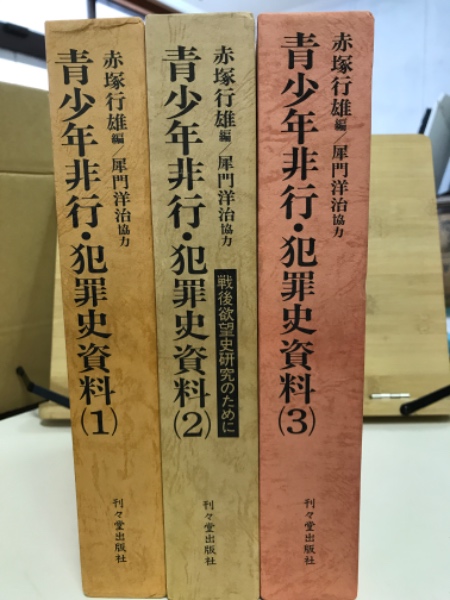 赤塚行雄編/犀門洋治協力
青少年非行・犯罪史資料(1)
刊々堂出版社
赤塚行雄編/犀門洋治協力
青少年非行・犯罪史資料(2)
戦後欲望史研究のために
刊々堂出版社
赤塚行雄編/犀門洋治協力
青少年非行・犯罪史資料(3)
刊々堂出版社